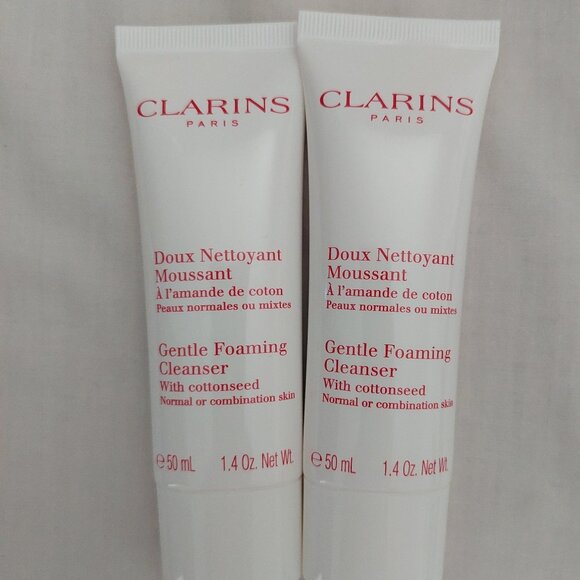 CLARINS
PARIS
Doux Nettoyant
Moussant
À l'amande de coton
Peaux normales ou mixtes
Gentle Foaming
Cleanser
With cottonseed
Normal or combination skin
e 50 mL 1.4 Oz. Net Wt.
CLARINS
PARIS
Doux Nettoyant
Moussant
À l'amande de coton
Peaux normales ou mixtes
Gentle Foaming
Cleanser
With cottonseed
Normal or combination skin
e 50 mL 1.4 Oz. Net Wt.